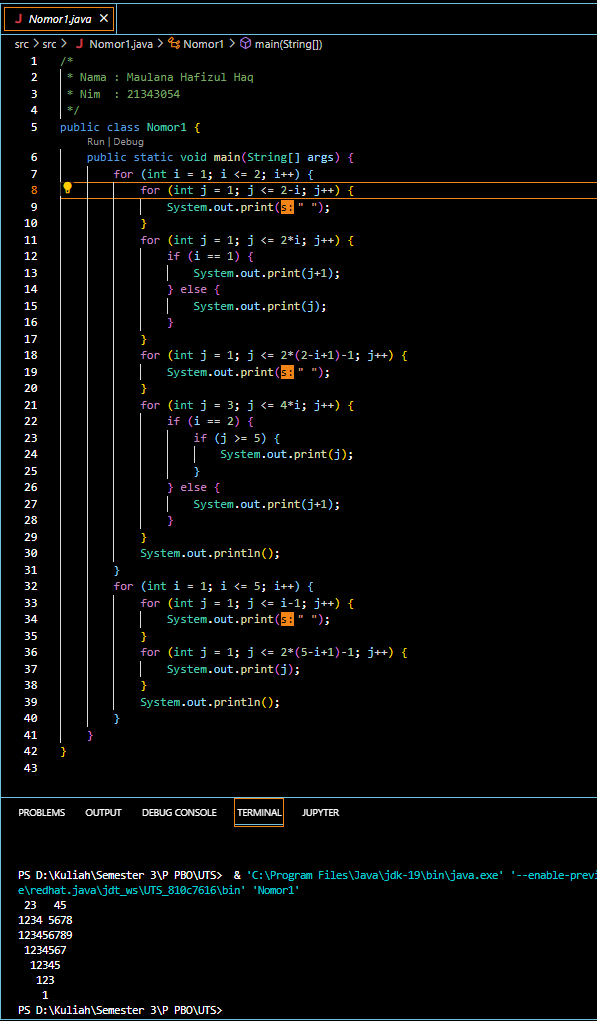 J Nomor1.java ×
src > src > J Nomor1.java > Nomor1 > main(String[])
1 /*
2  * Nama : Maulana Hafizul Haq
3  * Nim  : 21343054
4  */
5 public class Nomor1 {
Run | Debug
6     public static void main(String[] args) {
7         for (int i = 1; i <= 2; i++) {
8             for (int j = 1; j <= 2-i; j++) {
9                 System.out.print(s:" ");
10             }
11             for (int j = 1; j <= 2*i; j++) {
12                 if (i == 1) {
13                     System.out.print(j+1);
14                 } else {
15                     System.out.print(j);
16                 }
17             }
18             for (int j = 1; j <= 2*(2-i+1)-1; j++) {
19                 System.out.print(s:" ");
20             }
21             for (int j = 3; j <= 4*i; j++) {
22                 if (i == 2) {
23                     if (j >= 5) {
24                         System.out.print(j);
25                     }
26                 } else {
27                     System.out.print(j+1);
28                 }
29             }
30             System.out.println();
31         }
32         for (int i = 1; i <= 5; i++) {
33             for (int j = 1; j <= i-1; j++) {
34                 System.out.print(s:" ");
35             }
36             for (int j = 1; j <= 2*(5-i+1)-1; j++) {
37                 System.out.print(j);
38             }
39             System.out.println();
40         }
41     }
42 }
43
PROBLEMS OUTPUT DEBUG CONSOLE TERMINAL JUPYTER
PS D:\Kuliah\Semester 3\P PBO\UTS>  & 'C:\Program Files\Java\jdk-19\bin\java.exe' '--enable-previ
e\redhat.java\jdt_ws\UTS_810c7616\bin' 'Nomor1'
 23   45
1234 5678
123456789
 1234567
  12345
   123
    1
PS D:\Kuliah\Semester 3\P PBO\UTS>